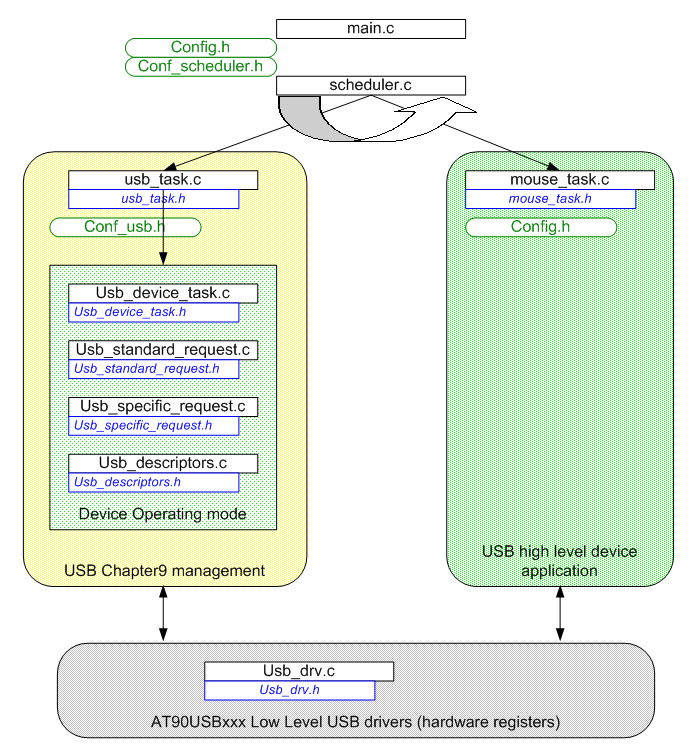 main.c
Config.h
Conf_scheduler.h
scheduler.c
usb_task.c
usb_task.h
Conf_usb.h
Usb_device_task.c
Usb_device_task.h
Usb_standard_request.c
Usb_standard_request.h
Usb_specific_request.c
Usb_specific_request.h
Usb_descriptors.c
Usb_descriptors.h
Device Operating mode
USB Chapter9 management
mouse_task.c
mouse_task.h
Config.h
USB high level device
application
Usb_drv.c
Usb_drv.h
AT90USBxxx Low Level USB drivers (hardware registers)